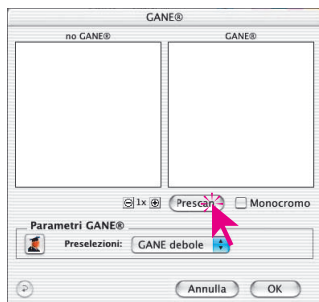 GANE®
no GANE® GANE®
1x Prescan Monocromo
Parametri GANE®
Preselezioni: GANE debole
Annulla OK